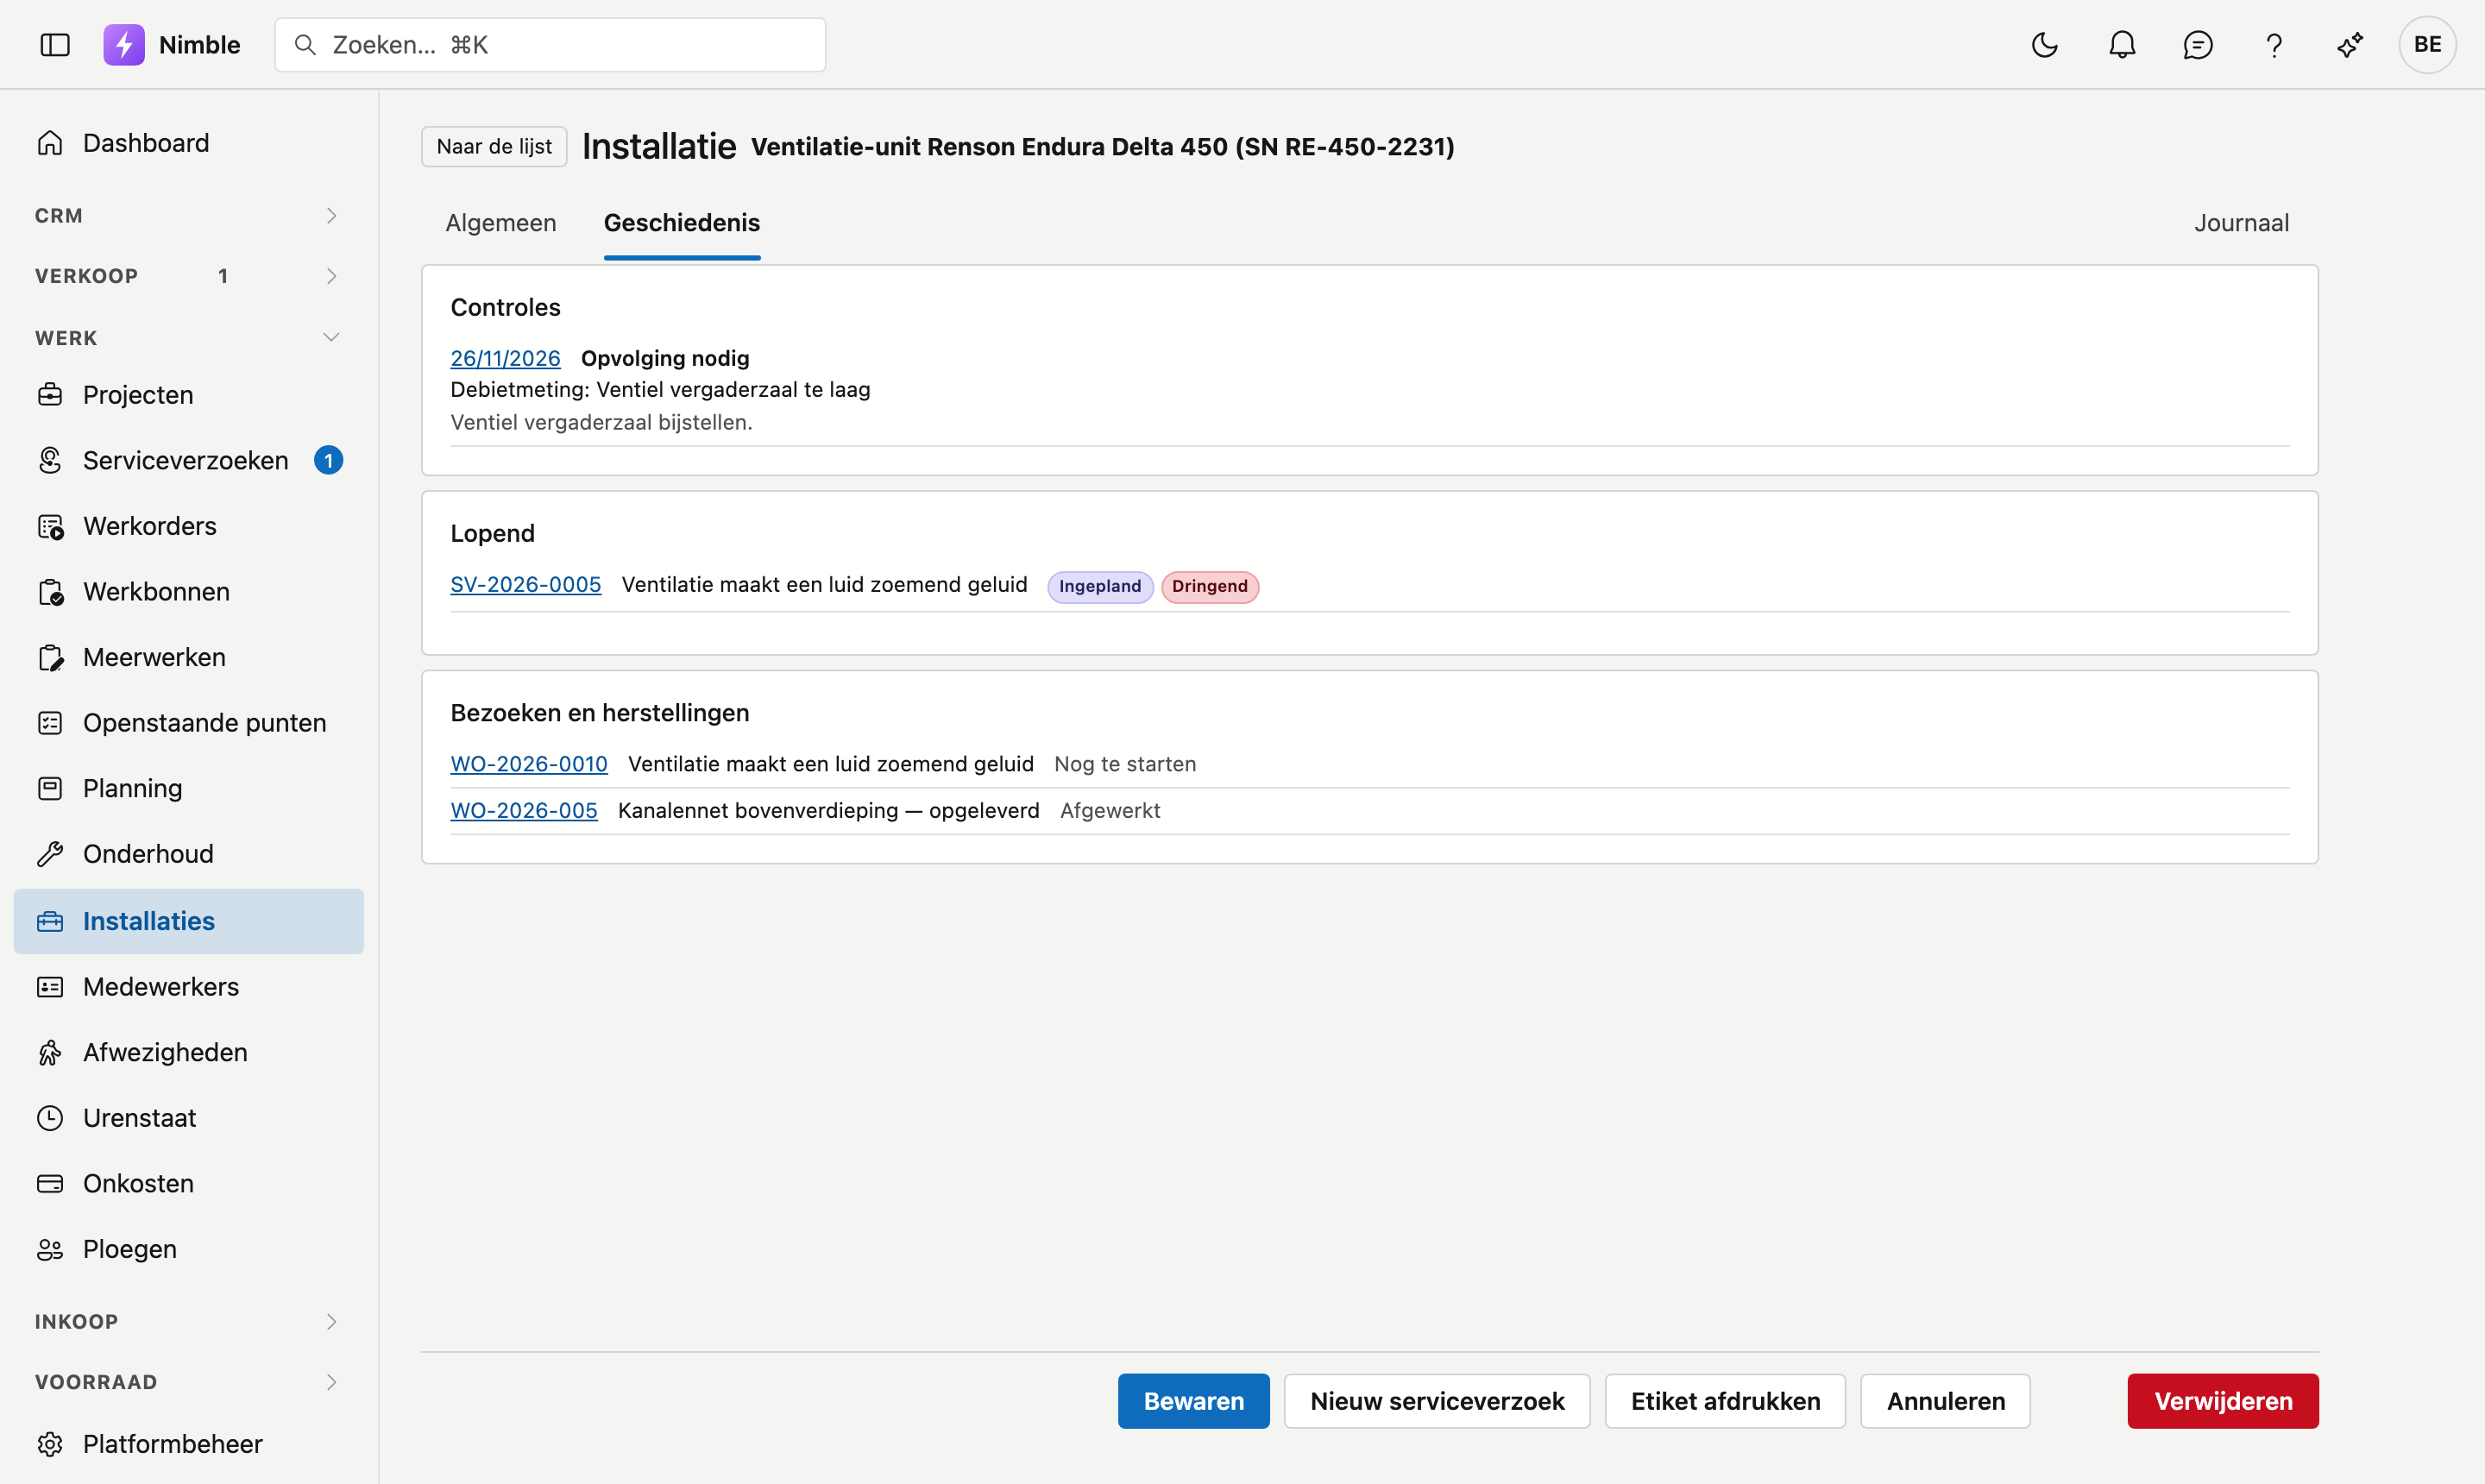 Nimble
Zoeken... ⌘K
BE
Dashboard
CRM
VERKOOP 1
WERK
Projecten
Serviceverzoeken 1
Werkorders
Werkbonnen
Meerwerken
Openstaande punten
Planning
Onderhoud
Installaties
Medewerkers
Afwezigheden
Urenstaat
Onkosten
Ploegen
INKOOP
VOORRAAD
Platformbeheer
Naar de lijst Installatie Ventilatie-unit Renson Endura Delta 450 (SN RE-450-2231)
Algemeen Geschiedenis Journaal
Controles
26/11/2026 Opvolging nodig
Debietmeting: Ventiel vergaderzaal te laag
Ventiel vergaderzaal bijstellen.
Lopend
SV-2026-0005 Ventilatie maakt een luid zoemend geluid Ingepland Dringend
Bezoeken en herstellingen
WO-2026-0010 Ventilatie maakt een luid zoemend geluid Nog te starten
WO-2026-005 Kanalennet bovenverdieping — opgeleverd Afgewerkt
Bewaren Nieuw serviceverzoek Etiket afdrukken Annuleren Verwijderen